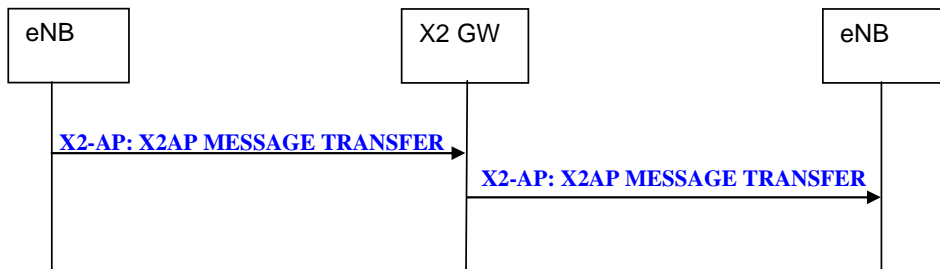 eNB
X2 GW
eNB
X2-AP: X2AP MESSAGE TRANSFER
X2-AP: X2AP MESSAGE TRANSFER